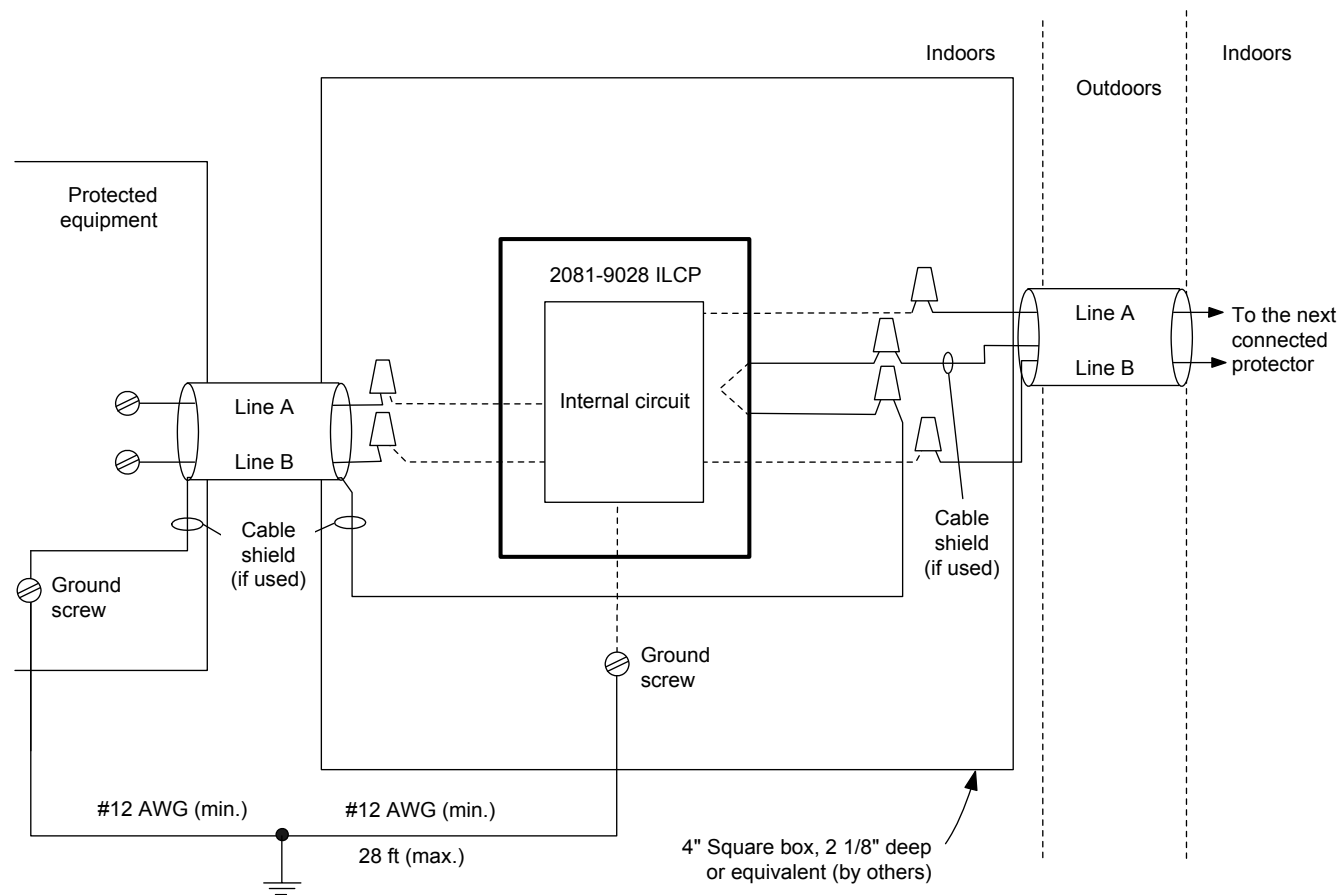 Indoors
Indoors
Outdoors
Protected
equipment
2081-9028 ILCP
Line A
To the next
connected
protector
Line B
Internal circuit
Line A
Line B
Cable
shield
(if used)
Cable
shield
(if used)
Ground
screw
Ground
screw
#12 AWG (min.)
#12 AWG (min.)
28 ft (max.)
4" Square box, 2 1/8" deep
or equivalent (by others)